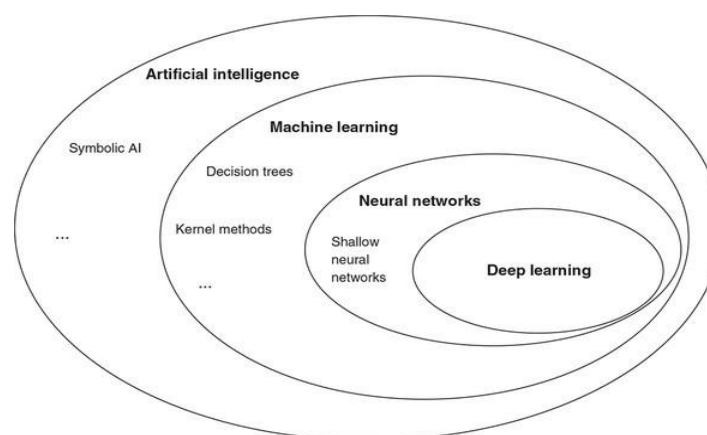 Artificial intelligence
Machine learning
Symbolic AI
Decision trees
Neural networks
...
Kernel methods
Shallow
neural
networks
Deep learning
...